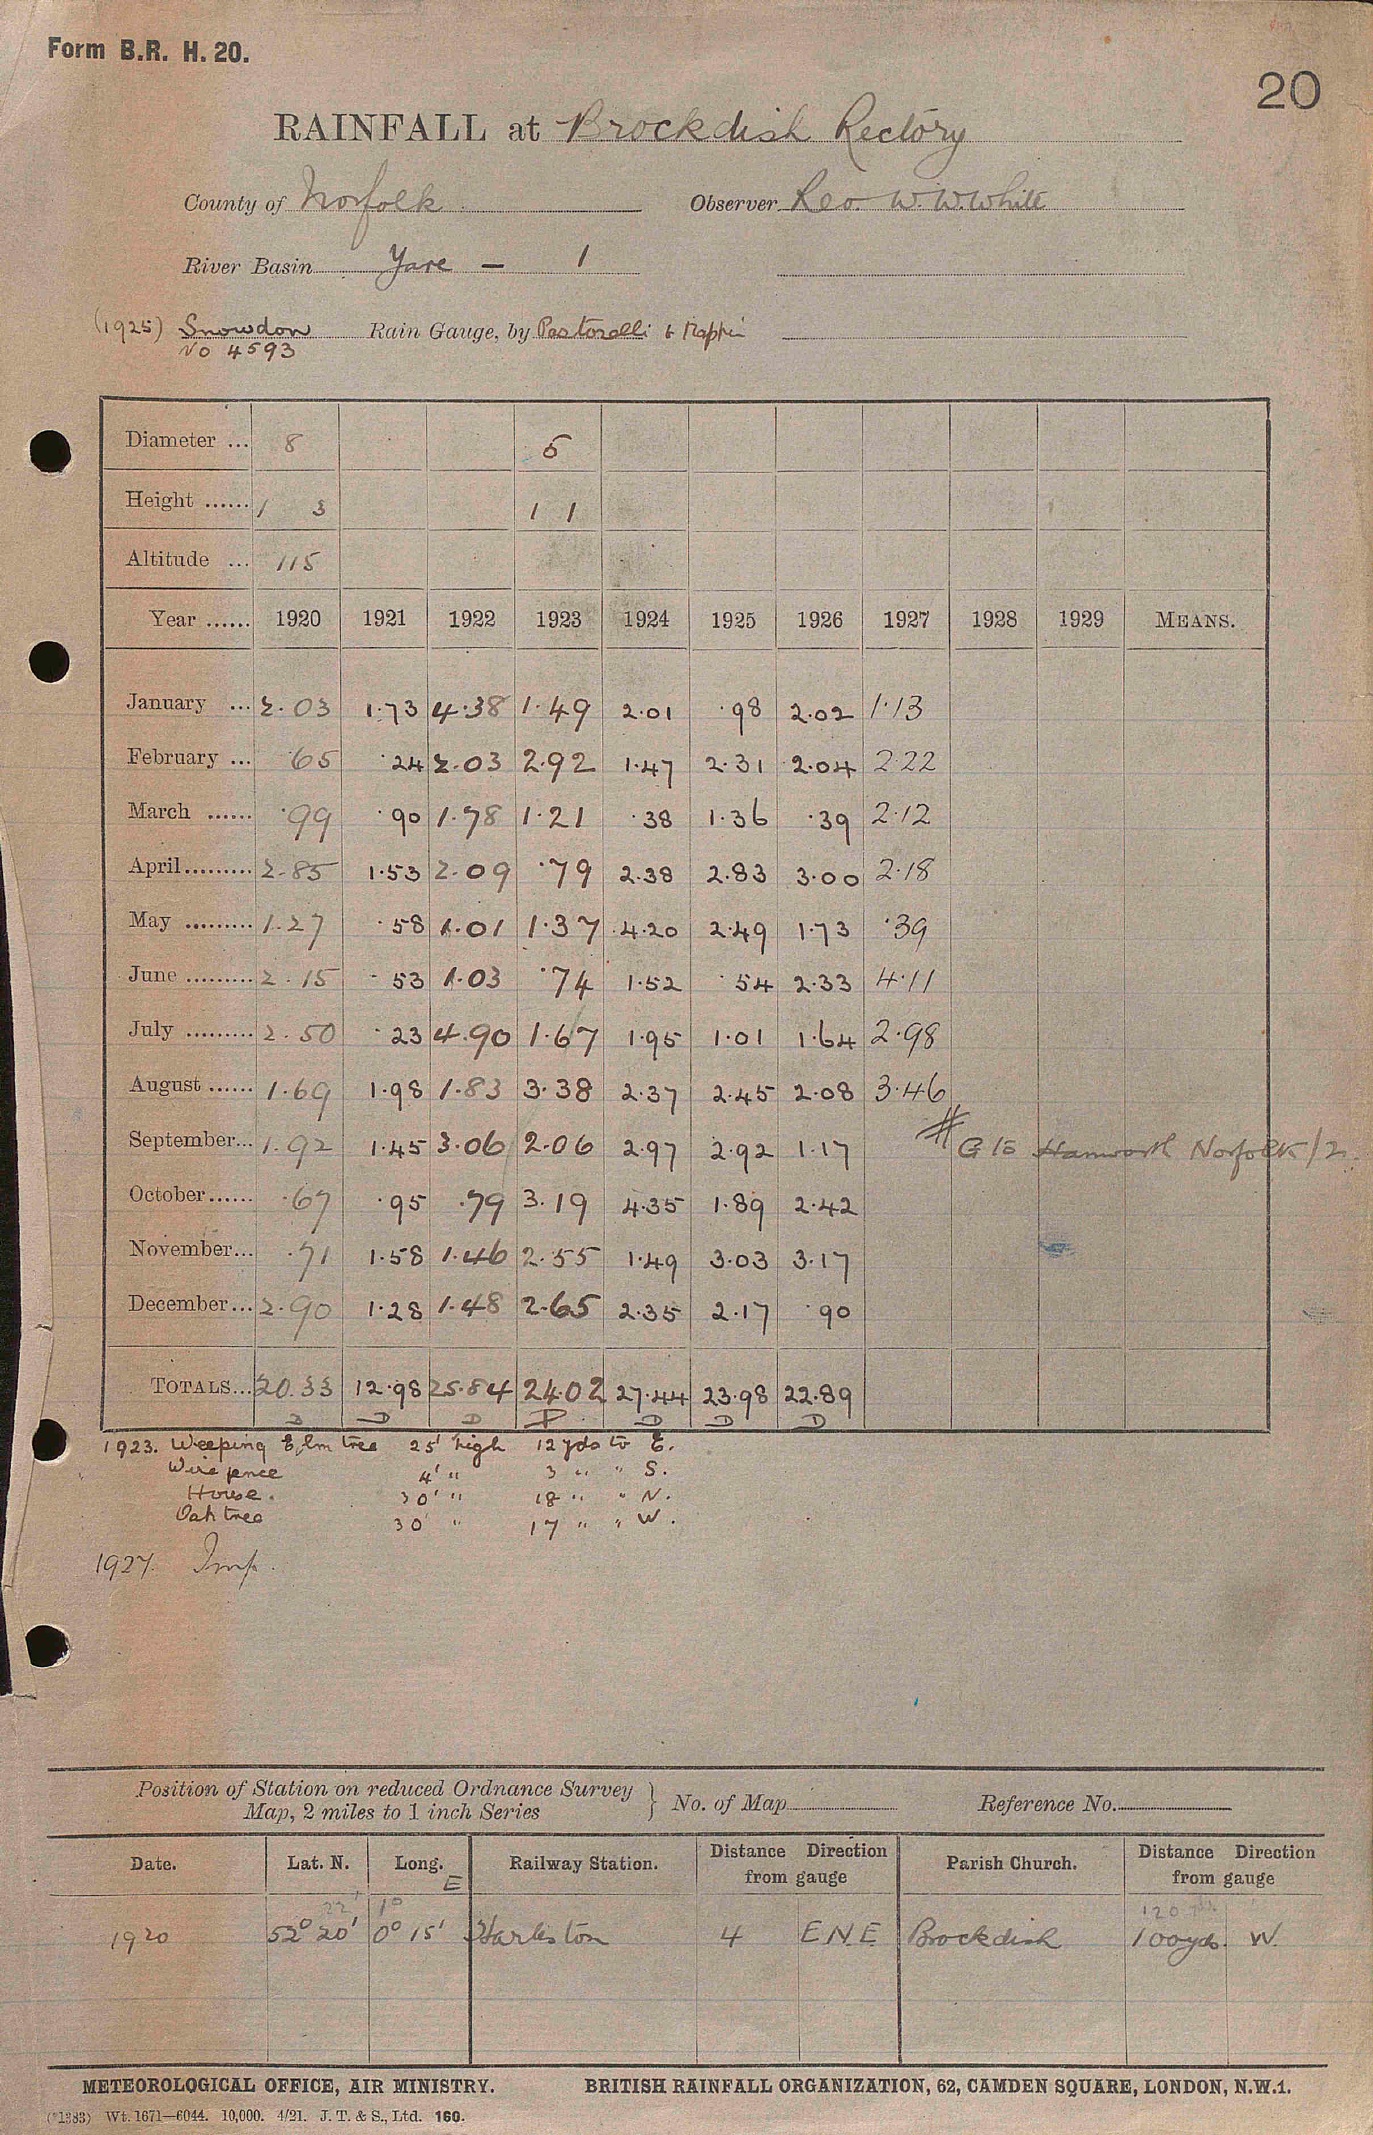 Form B.R. H. 20.
20
RAINFALL at Brockdish Rectory
County of Norfolk Observer Rev. W. W. White
River Basin Yare — 1
(1925) Snowdon Rain Gauge, by Pastorelli & Rapkin
No 4593
Diameter ... 8 5
Height ...... 1 3 1 1
Altitude ... 115
Year ...... 1920 1921 1922 1923 1924 1925 1926 1927 1928 1929 MEANS.
January ... 2.03 1.73 4.38 1.49 2.01 .98 2.02 1.13
February ... .65 .24 2.03 2.92 1.47 2.31 2.04 2.22
March ...... .99 .90 1.78 1.21 .38 1.36 .39 2.12
April ......... 2.85 1.53 2.09 .79 2.38 2.83 3.00 2.18
May ......... 1.27 .58 1.01 1.37 4.20 2.49 1.73 .39
June ......... 2.15 .53 1.03 .74 1.52 .54 2.33 4.11
July ......... 2.50 .23 4.90 1.67 1.95 1.01 1.64 2.98
August ...... 1.69 1.98 1.83 3.38 2.37 2.45 2.08 3.46
September... 1.92 1.45 3.06 2.06 2.97 2.92 1.17 # G to Hanworth Norfolk/2.
October...... .67 .95 .79 3.19 4.35 1.89 2.42
November... .71 1.58 1.46 2.55 1.49 3.03 3.17
December... 2.90 1.28 1.48 2.65 2.35 2.17 .90
TOTALS... 20.33 12.98 25.84 24.02 27.44 23.98 22.89
D D D P D D D
1923. Weeping Elm tree 25' high 12 yds to E.
Wire fence 4' " 3 " " S.
House. 30' " 18 " " N.
Oak tree 30' " 17 " " W.
1927. Imp.
Position of Station on reduced Ordnance Survey
Map, 2 miles to 1 inch Series } No. of Map Reference No.
Date. Lat. N. Long. E Railway Station. Distance Direction from gauge Parish Church. Distance Direction from gauge
22' 1° 120 yds
1920 52° 20' 0° 15' Harleston 4 E.N.E. Brockdish 100yds. W.
METEOROLOGICAL OFFICE, AIR MINISTRY. BRITISH RAINFALL ORGANIZATION, 62, CAMDEN SQUARE, LONDON, N.W.1.
(*1383) Wt. 1671—6044. 10,000. 4/21. J. T. & S., Ltd. 160.